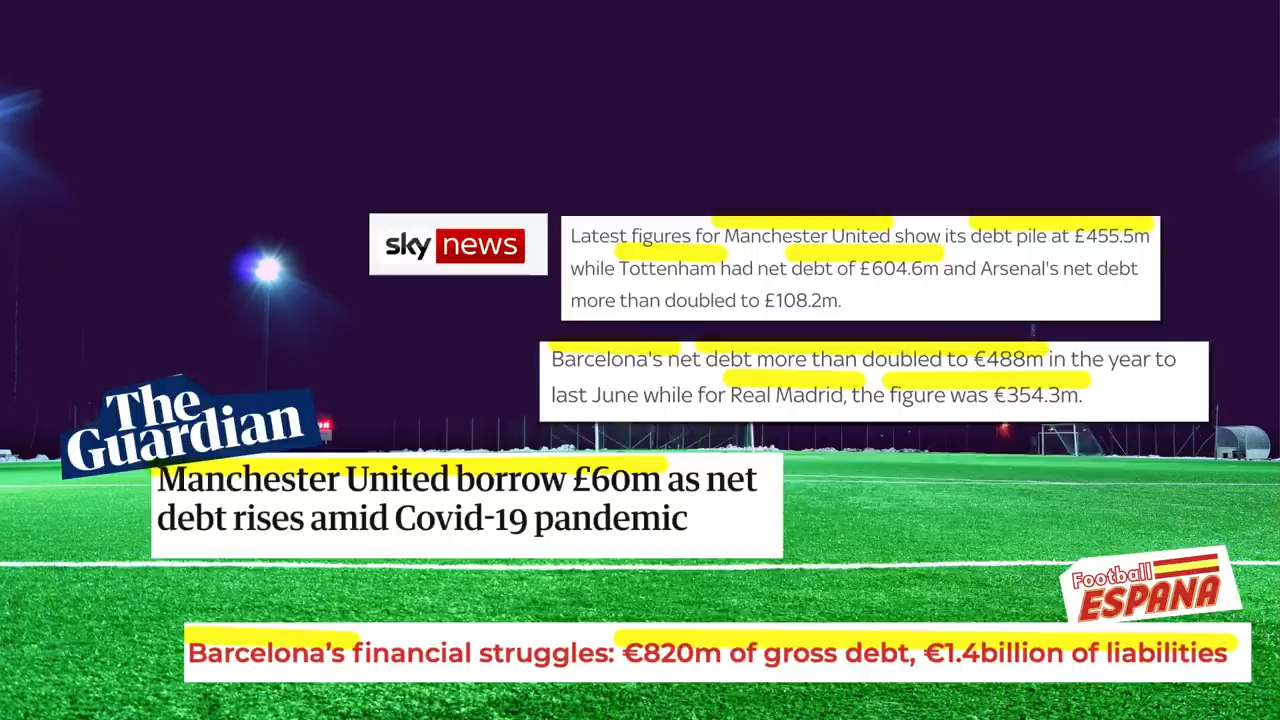 sky news
Latest figures for Manchester United show its debt pile at £455.5m
while Tottenham had net debt of £604.6m and Arsenal's net debt
more than doubled to £108.2m.
Barcelona's net debt more than doubled to €488m in the year to
last June while for Real Madrid, the figure was €354.3m.
The
Guardian
Manchester United borrow £60m as net
debt rises amid Covid-19 pandemic
Football
ESPANA
Barcelona's financial struggles: €820m of gross debt, €1.4billion of liabilities